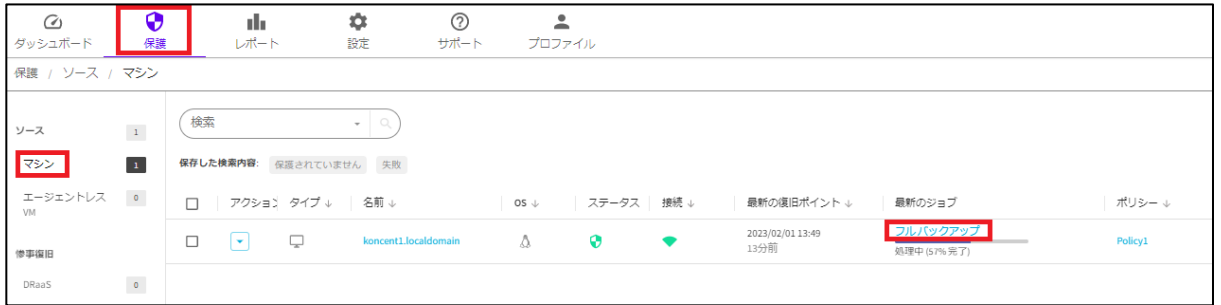 ダッシュボード 保護 レポート 設定 サポート プロファイル
保護 / ソース / マシン
ソース 1
マシン 1
エージェントレス VM 0
惨事復旧
DRaaS 0
検索
保存した検索内容: 保護されていません 失敗
アクション タイプ ↓ 名前 ↓ OS ↓ ステータス 接続 ↓ 最新の復旧ポイント ↓ 最新のジョブ ポリシー ↓
koncent1.localdomain 2023/02/01 13:49 フルバックアップ Policy1
13分前 処理中 (57% 完了)